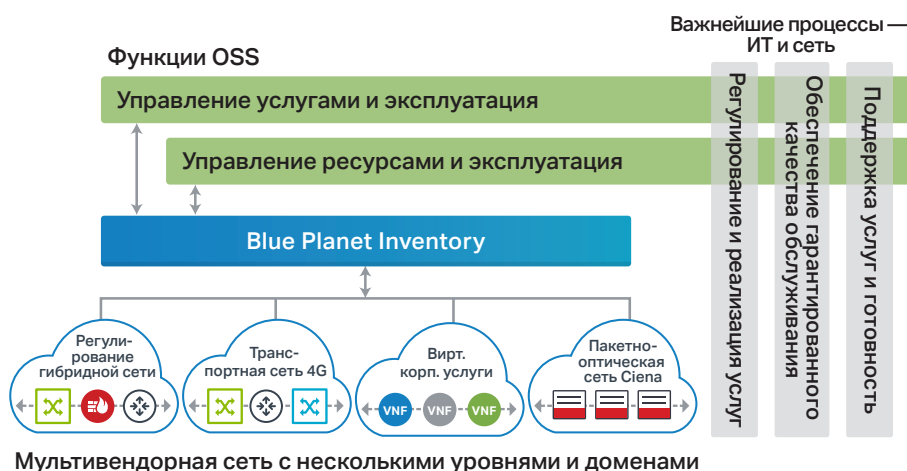 Важнейшие процессы —
ИТ и сеть
Функции OSS
Управление услугами и эксплуатация
Управление ресурсами и эксплуатация
Blue Planet Inventory
Регулирование и реализация услуг
Обеспечение гарантированного
качества обслуживания
Поддержка услуг и готовность
Регули-
рование
гибридной сети
Транс-
портная сеть 4G
Вирт.
корп. услуги
VNF
VNF
VNF
Пакетно-
оптическая
сеть Ciena
Мультивендорная сеть с несколькими уровнями и доменами